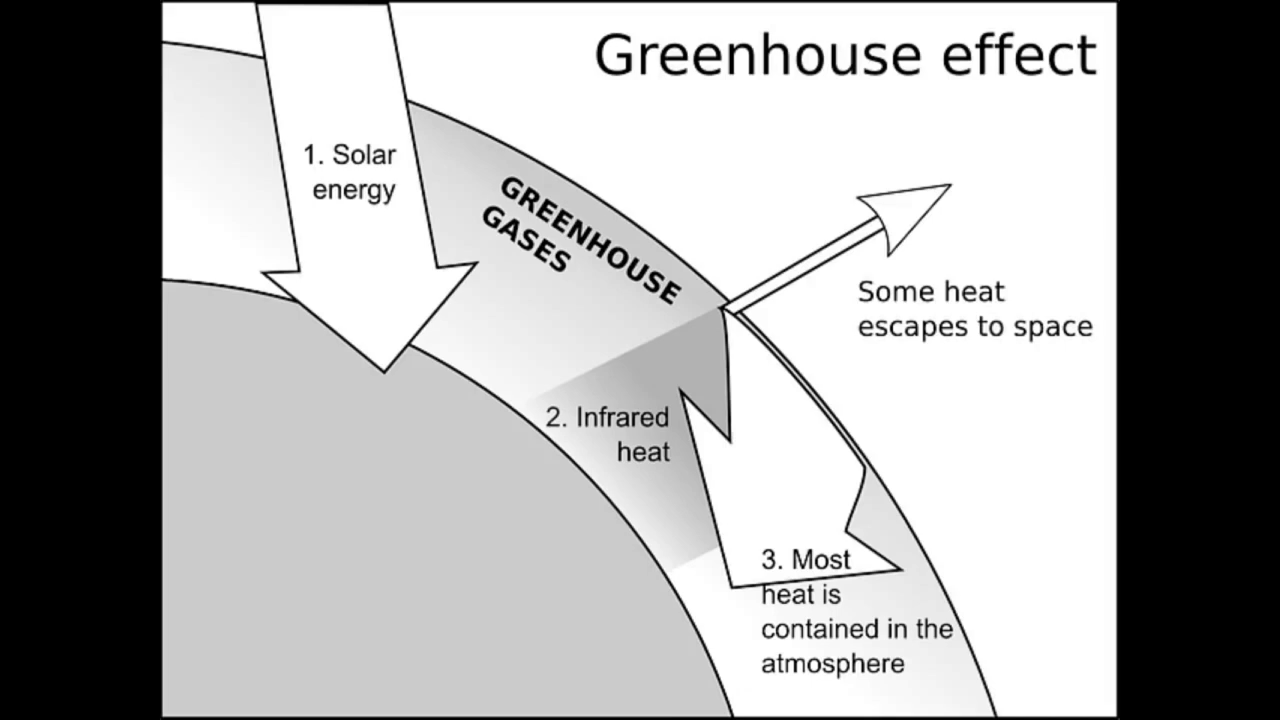 Greenhouse effect
1. Solar
energy
GREENHOUSE
GASES
Some heat
escapes to space
2. Infrared
heat
3. Most
heat is
contained in the
atmosphere